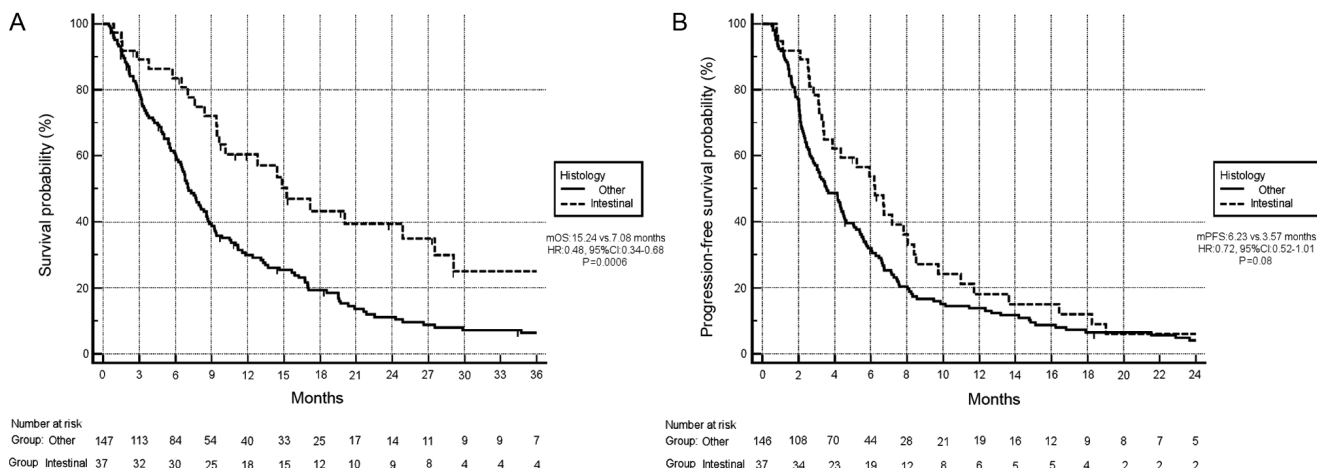 A
100
80
60
40
20
0
Survival probability (%)
0 3 6 9 12 15 18 21 24 27 30 33 36
Months
Histology
Other
Intestinal
mOS:15.24 vs.7.08 months
HR:0.48, 95%CI:0.34-0.68
P=0.0006
Number at risk
Group: Other 147 113 84 54 40 33 25 17 14 11 9 9 7
Group Intestinal 37 32 30 25 18 15 12 10 9 8 4 4 4
B
100
80
60
40
20
0
Progression-free survival probability (%)
0 2 4 6 8 10 12 14 16 18 20 22 24
Months
Histology
Other
Intestinal
mPFS:6.23 vs.3.57 months
HR:0.72, 95%CI:0.52-1.01
P=0.08
Number at risk
Group: Other 146 108 70 44 28 21 19 16 12 9 8 7 5
Group Intestinal 37 34 23 19 12 8 6 5 5 4 2 2 2